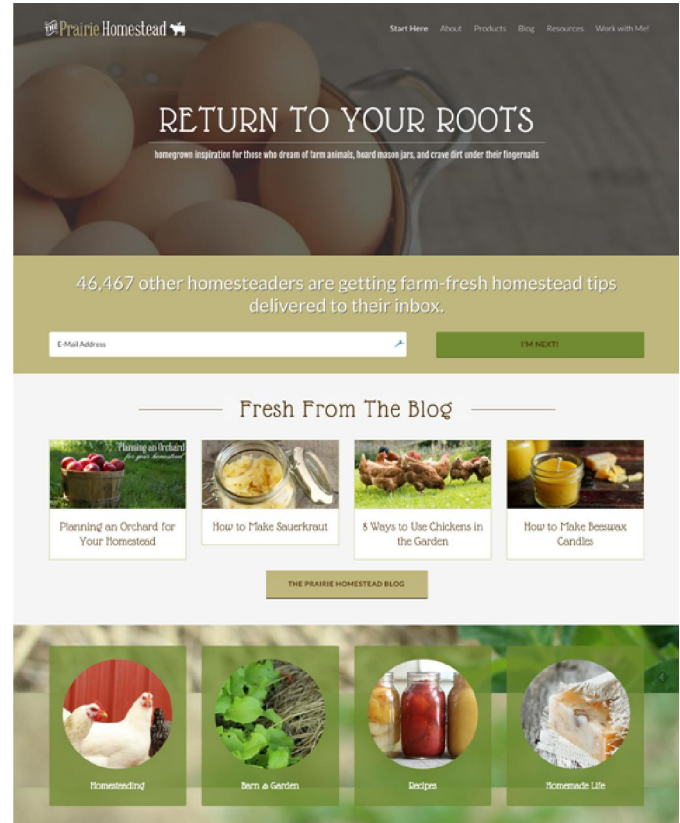 THE Prairie Homestead
Start Here About Products Blog Resources Work with Me!
RETURN TO YOUR ROOTS
homegrown inspiration for those who dream of farm animals, hoard mason jars, and crave dirt under their fingernails
46,467 other homesteaders are getting farm-fresh homestead tips
delivered to their inbox.
E-Mail Address
I'M NEXT!
Fresh From The Blog
Planning an Orchard
for your homestead
Planning an Orchard for
Your Homestead
How to Make Sauerkraut
8 Ways to Use Chickens in
the Garden
How to Make Beeswax
Candles
THE PRAIRIE HOMESTEAD BLOG
Homesteading
Barn & Garden
Recipes
Homemade Life